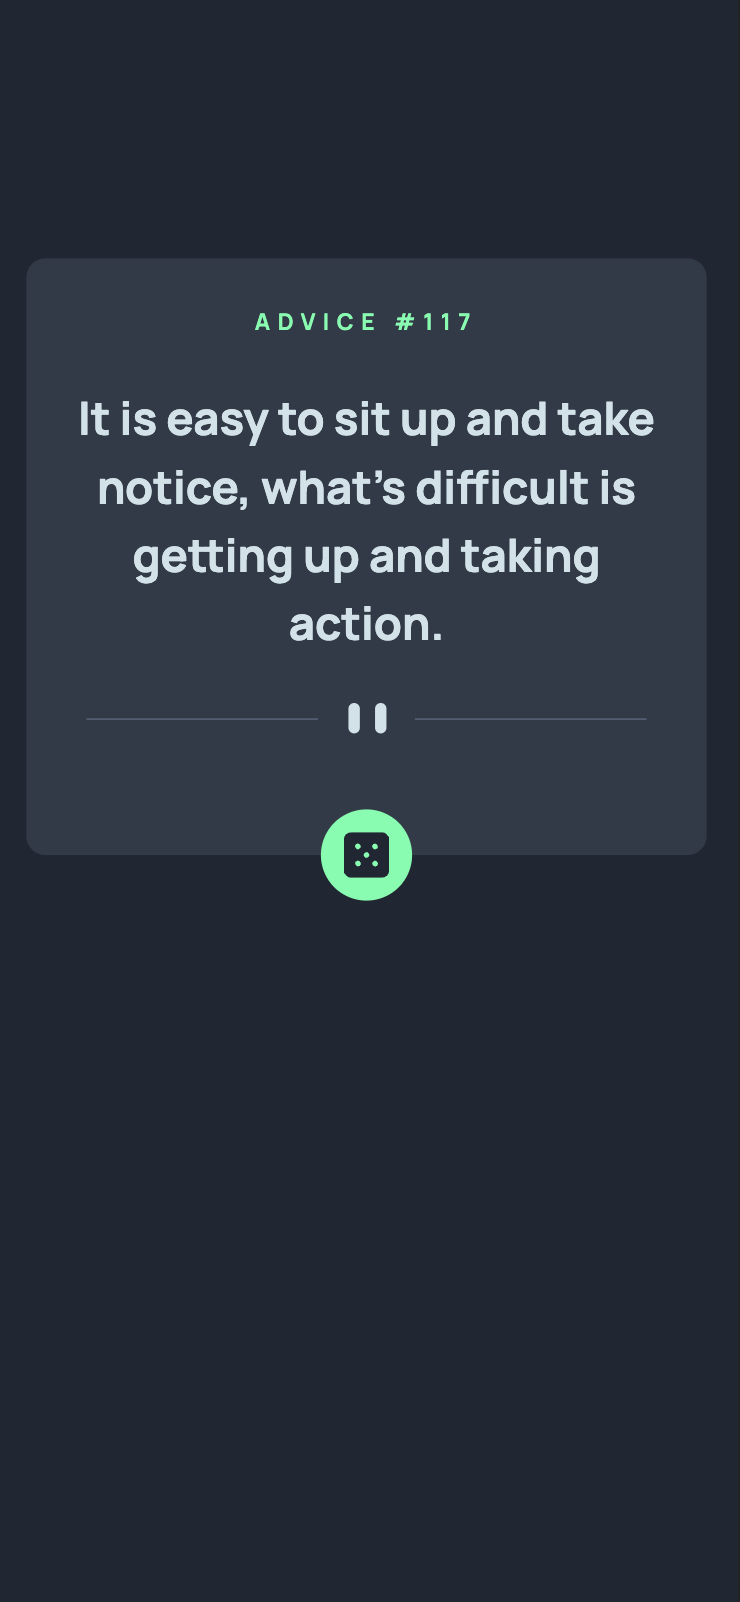 ADVICE #117
It is easy to sit up and take
notice, what’s difficult is
getting up and taking
action.